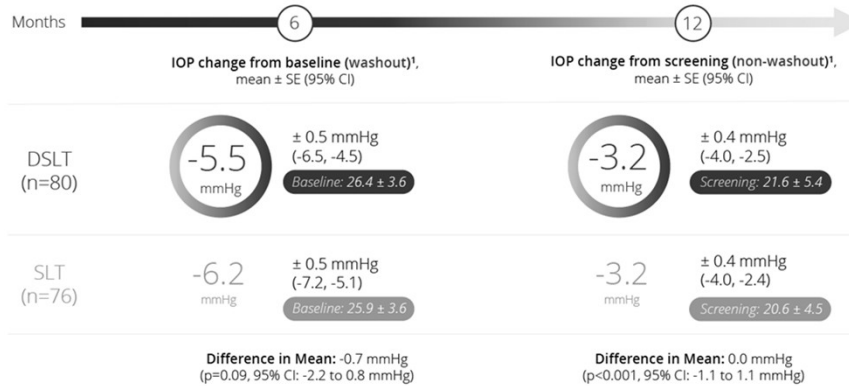 Months
6
12
IOP change from baseline (washout)¹,
mean ± SE (95% CI)
IOP change from screening (non-washout)¹,
mean ± SE (95% CI)
DSLT
(n=80)
-5.5
mmHg
± 0.5 mmHg
(-6.5, -4.5)
Baseline: 26.4 ± 3.6
-3.2
mmHg
± 0.4 mmHg
(-4.0, -2.5)
Screening: 21.6 ± 5.4
SLT
(n=76)
-6.2
mmHg
± 0.5 mmHg
(-7.2, -5.1)
Baseline: 25.9 ± 3.6
-3.2
mmHg
± 0.4 mmHg
(-4.0, -2.4)
Screening: 20.6 ± 4.5
Difference in Mean: -0.7 mmHg
(p=0.09, 95% CI: -2.2 to 0.8 mmHg)
Difference in Mean: 0.0 mmHg
(p<0.001, 95% CI: -1.1 to 1.1 mmHg)